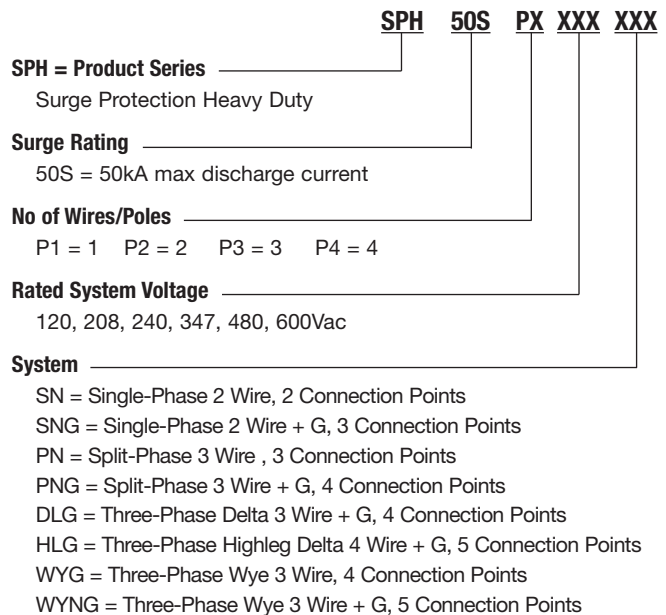 SPH 50S PX XXX XXX
SPH = Product Series
Surge Protection Heavy Duty
Surge Rating
50S = 50kA max discharge current
No of Wires/Poles
P1 = 1 P2 = 2 P3 = 3 P4 = 4
Rated System Voltage
120, 208, 240, 347, 480, 600Vac
System
SN = Single-Phase 2 Wire, 2 Connection Points
SNG = Single-Phase 2 Wire + G, 3 Connection Points
PN = Split-Phase 3 Wire , 3 Connection Points
PNG = Split-Phase 3 Wire + G, 4 Connection Points
DLG = Three-Phase Delta 3 Wire + G, 4 Connection Points
HLG = Three-Phase Highleg Delta 4 Wire + G, 5 Connection Points
WYG = Three-Phase Wye 3 Wire, 4 Connection Points
WYNG = Three-Phase Wye 3 Wire + G, 5 Connection Points